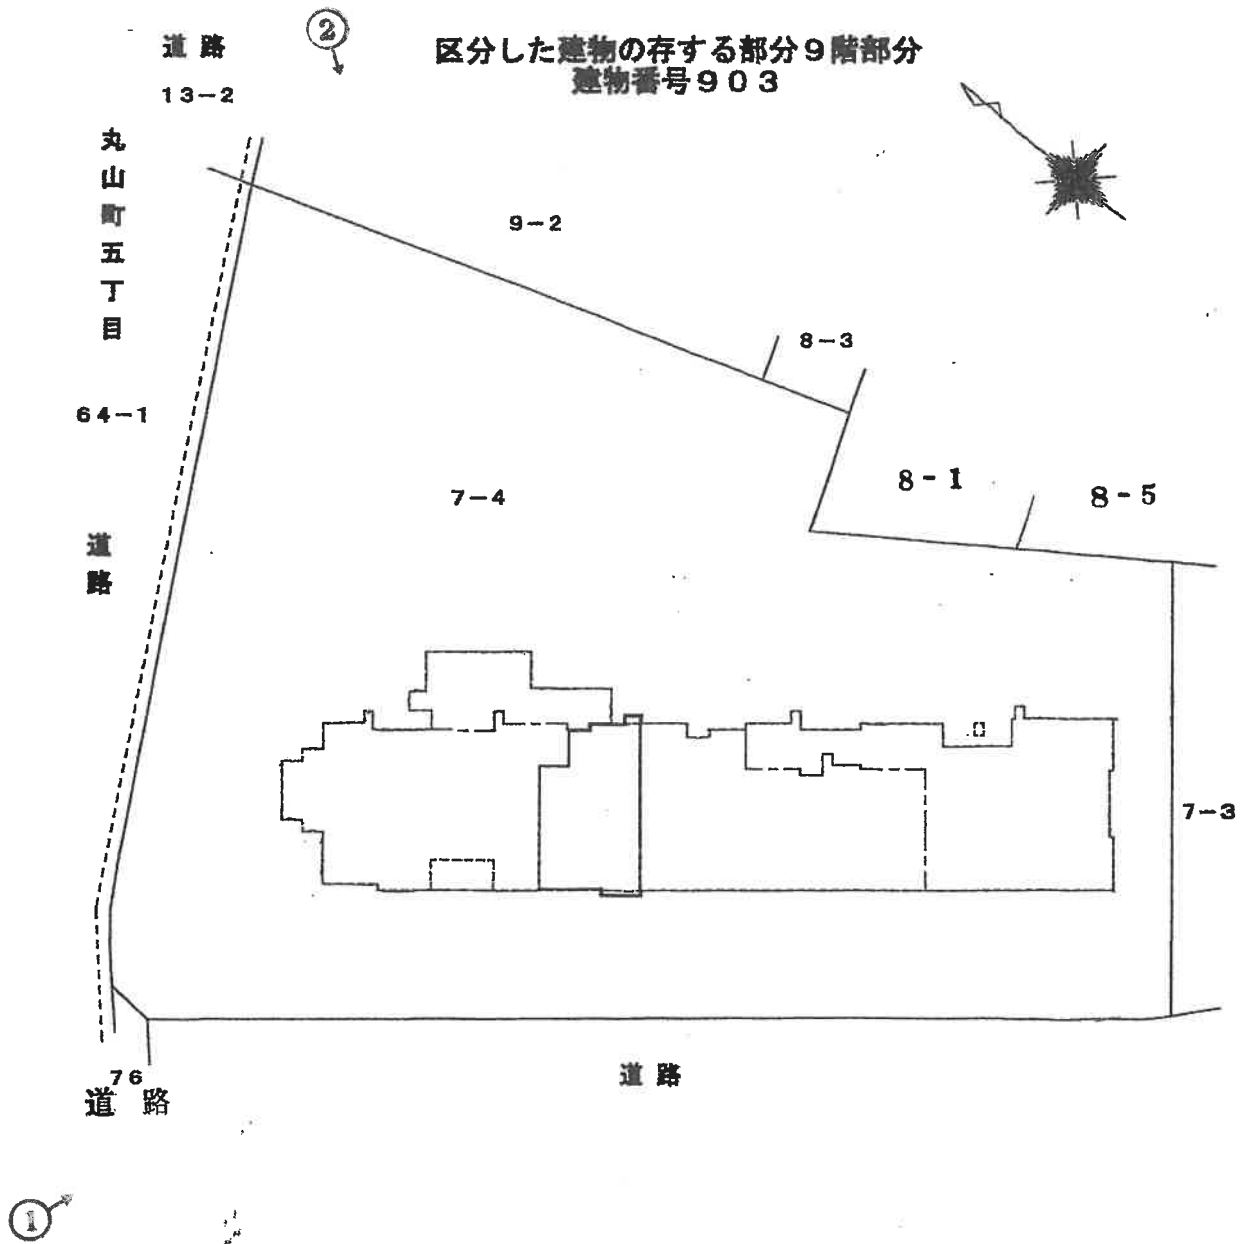 ②
道路
区分した建物の存する部分9階部分
建物番号903
13-2
丸山町五丁目
9-2
8-3
64-1
8-1
8-5
7-4
道路
7-3
76
道路
道路
①